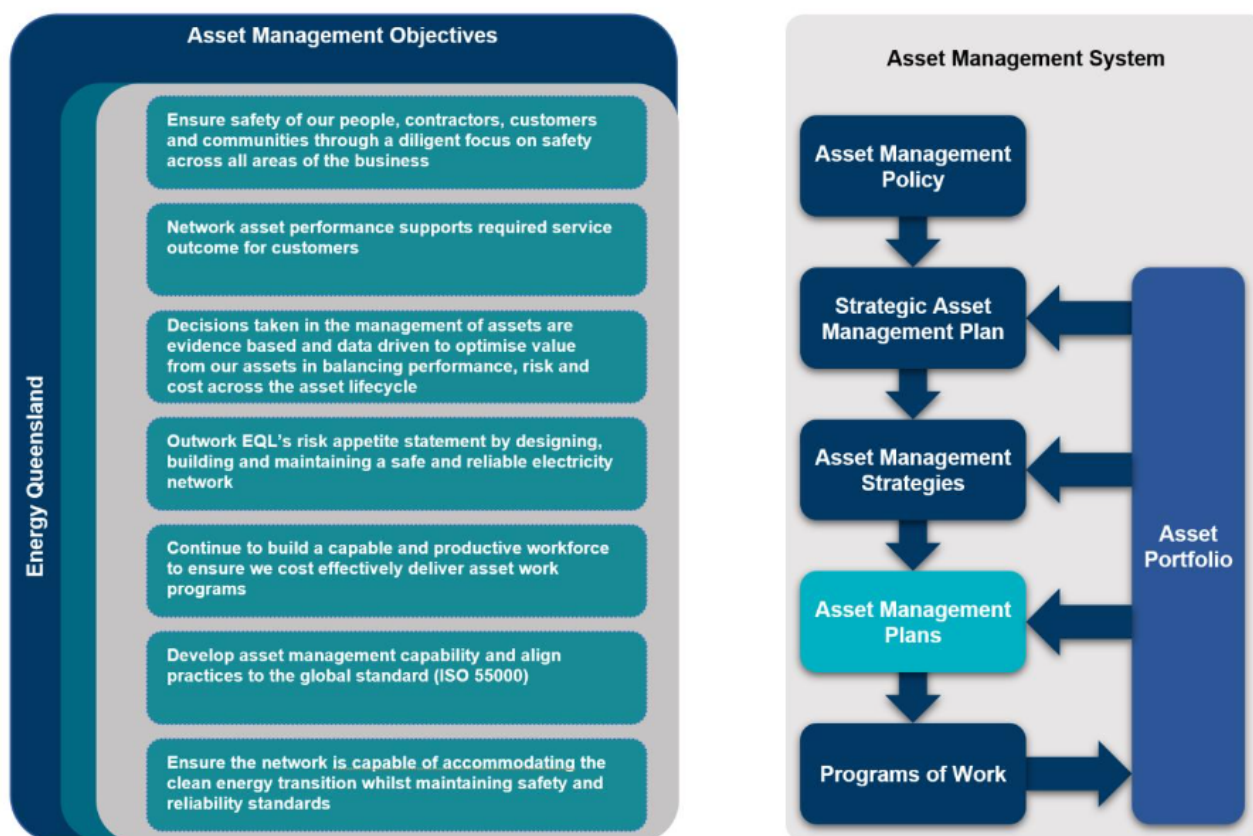 Asset Management Objectives
Energy Queensland
Ensure safety of our people, contractors, customers
and communities through a diligent focus on safety
across all areas of the business
Network asset performance supports required service
outcome for customers
Decisions taken in the management of assets are
evidence based and data driven to optimise value
from our assets in balancing performance, risk and
cost across the asset lifecycle
Outwork EQL’s risk appetite statement by designing,
building and maintaining a safe and reliable electricity
network
Continue to build a capable and productive workforce
to ensure we cost effectively deliver asset work
programs
Develop asset management capability and align
practices to the global standard (ISO 55000)
Ensure the network is capable of accommodating the
clean energy transition whilst maintaining safety and
reliability standards
Asset Management System
Asset Management
Policy
Strategic Asset
Management Plan
Asset Management
Strategies
Asset Management
Plans
Programs of Work
Asset
Portfolio